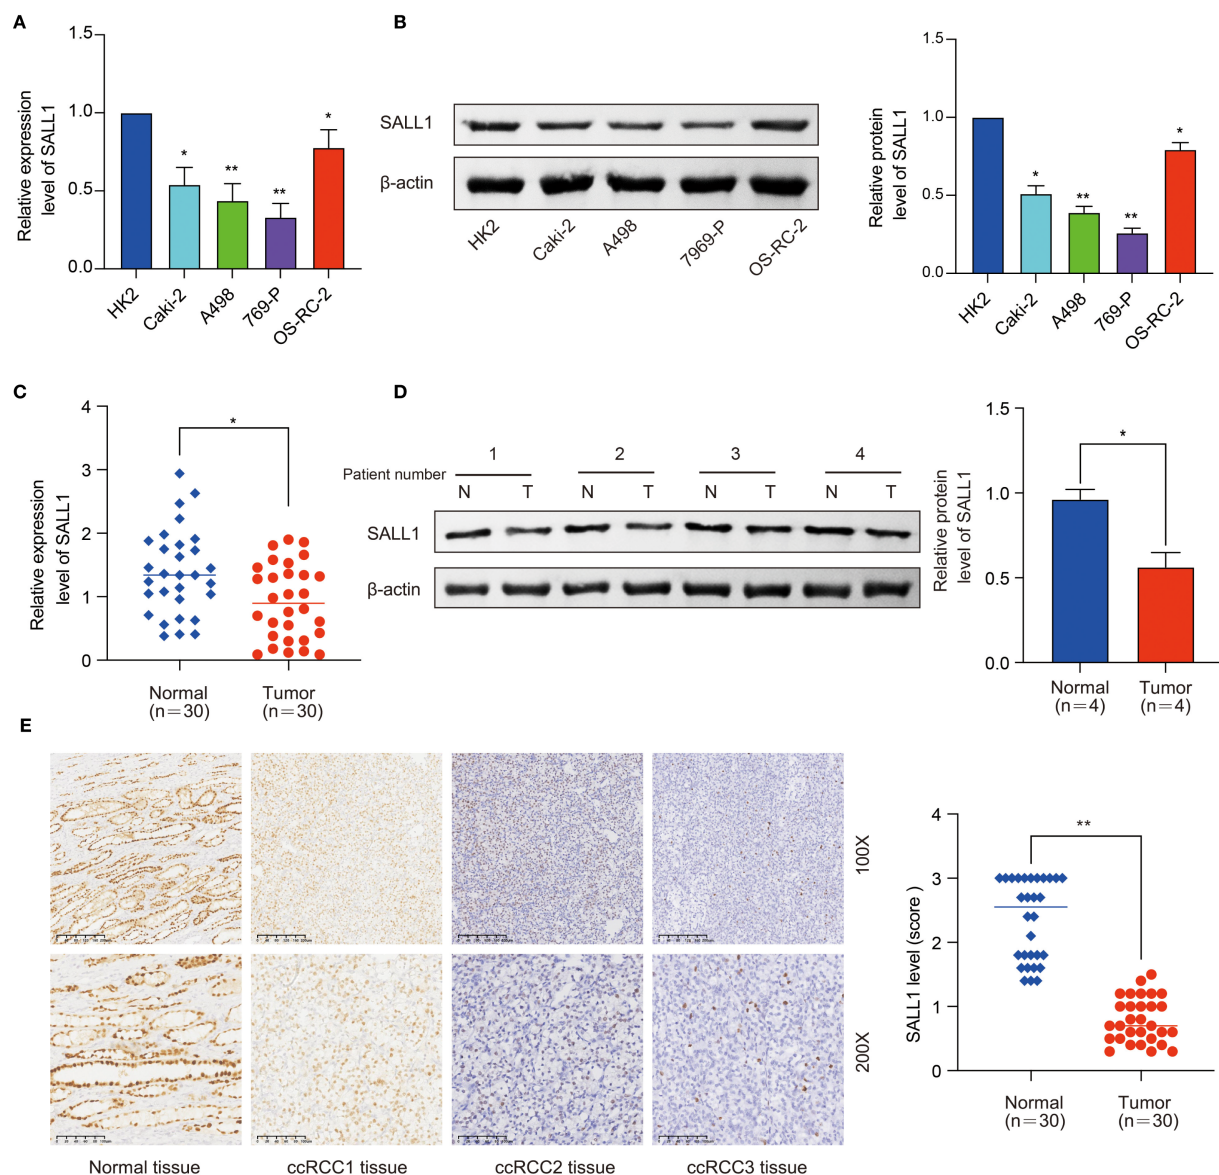 A
Relative expression
level of SALL1
1.5
1.0
0.5
0.0
*
**
**
*
HK2
Caki-2
A498
769-P
OS-RC-2
B
SALL1
β-actin
HK2
Caki-2
A498
7969-P
OS-RC-2
Relative protein
level of SALL1
1.5
1.0
0.5
0.0
*
**
**
*
HK2
Caki-2
A498
769-P
OS-RC-2
C
Relative expression
level of SALL1
4
3
2
1
0
*
Normal
(n=30)
Tumor
(n=30)
D
Patient number
1 2 3 4
N T N T N T N T
SALL1
β-actin
Relative protein
level of SALL1
1.5
1.0
0.5
0.0
*
Normal
(n=4)
Tumor
(n=4)
E
100X
200X
Normal tissue
ccRCC1 tissue
ccRCC2 tissue
ccRCC3 tissue
SALL1 level (score )
4
3
2
1
0
**
Normal
(n=30)
Tumor
(n=30)